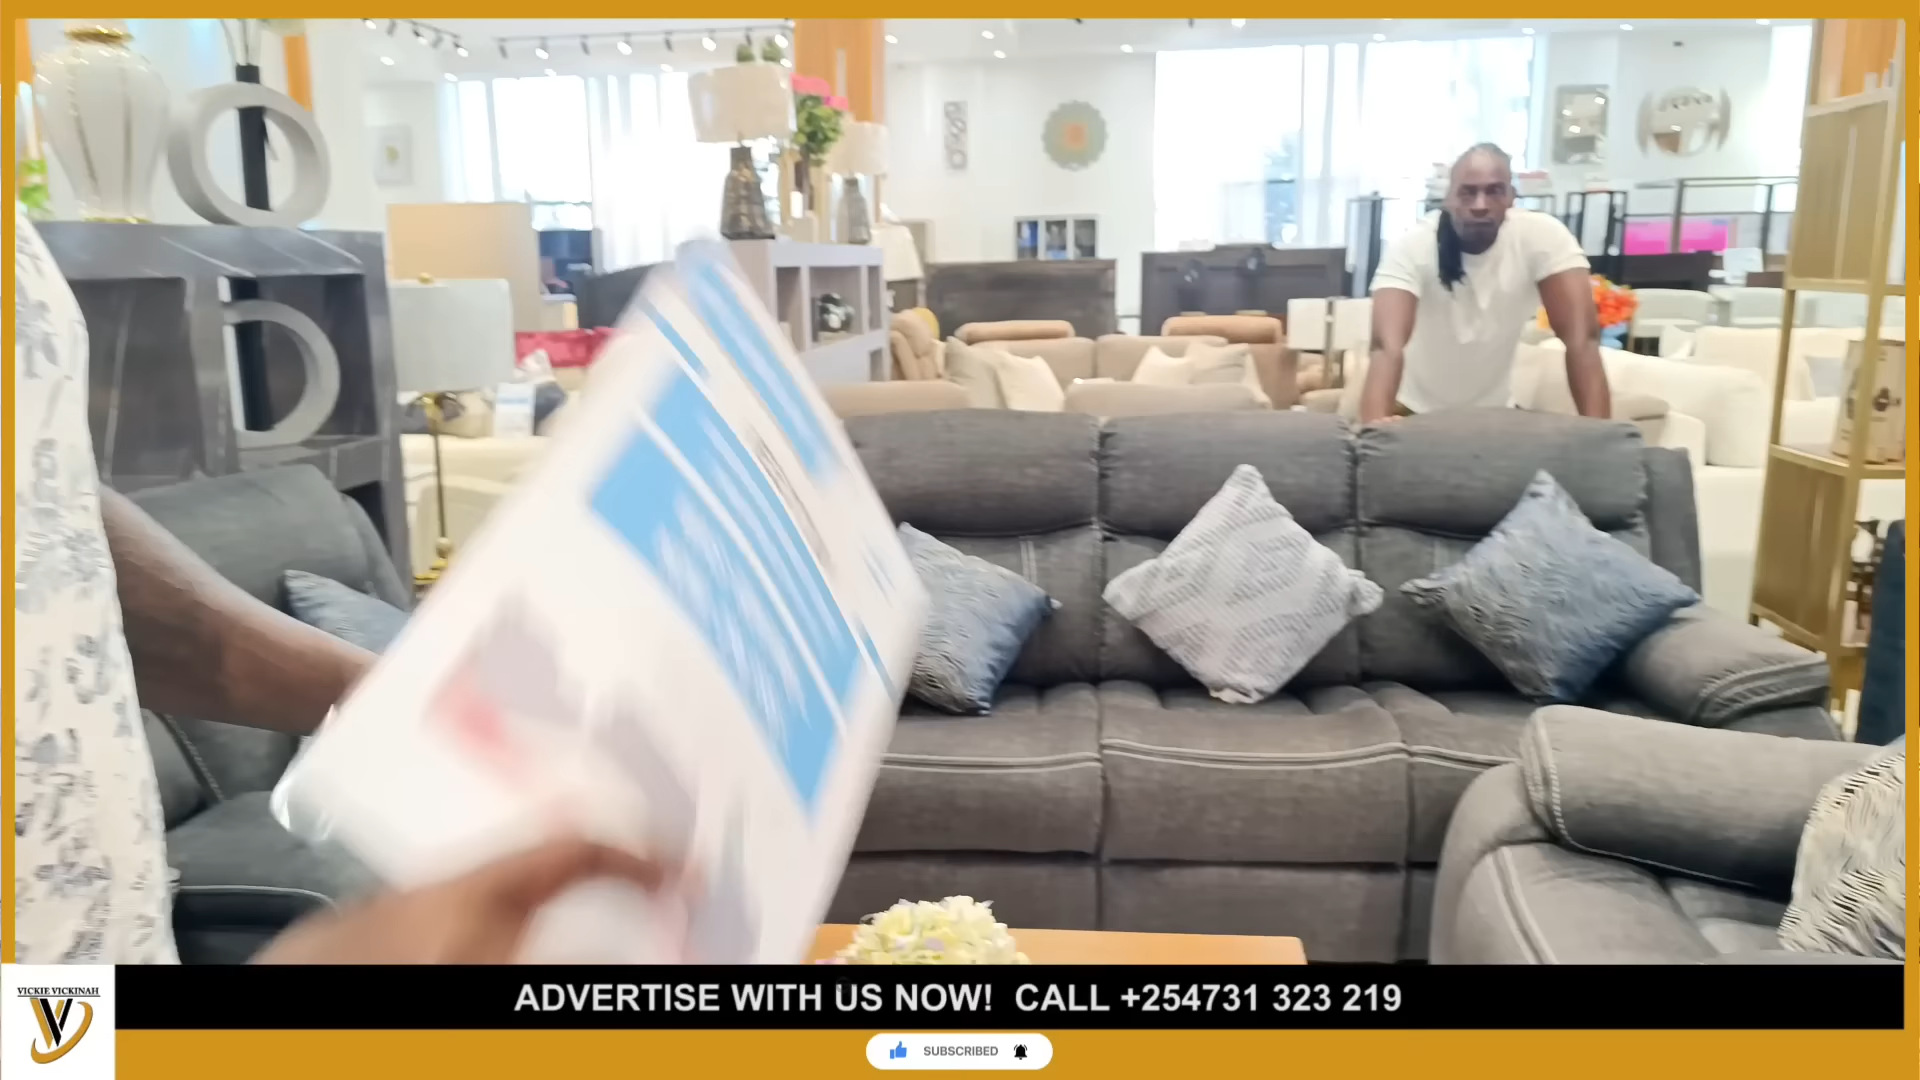 VICKIE VICKINAH
ADVERTISE WITH US NOW! CALL +254731 323 219
SUBSCRIBED